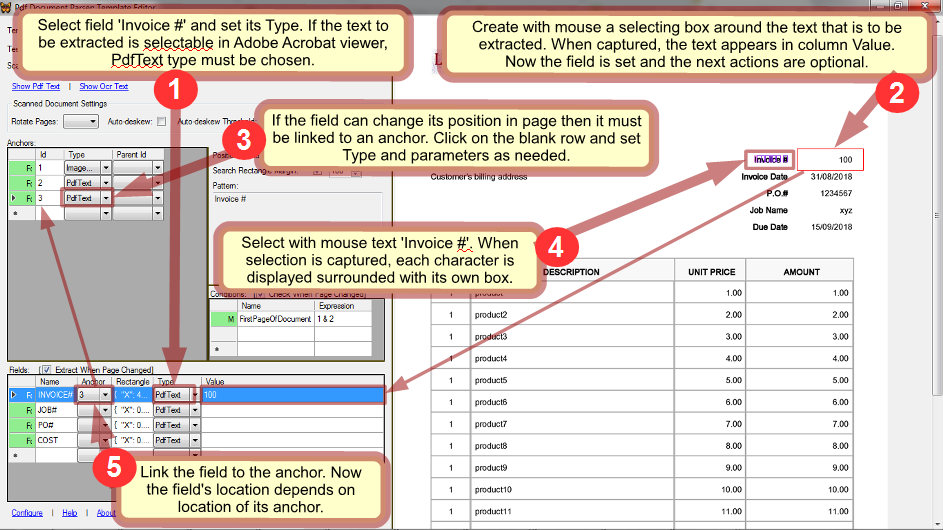 Pdf Document Parser Template Editor
Select field 'Invoice #' and set its Type. If the text to
be extracted is selectable in Adobe Acrobat viewer,
PdfText type must be chosen.
Create with mouse a selecting box around the text that is to be
extracted. When captured, the text appears in column Value.
Now the field is set and the next actions are optional.
Show Pdf Text | Show Ocr Text
1
2
Scanned Document Settings
Rotate Pages: Auto-deskew: Auto-deskew Threshold:
If the field can change its position in page then it must
be linked to an anchor. Click on the blank row and set
Type and parameters as needed.
3
Anchors:
Id Type Parent Id
1 Image...
2 PdfText
3 PdfText
Search Rectangle Margin: 100
Pattern:
Invoice #
Customer's billing address
Invoice # 100
Invoice Date 31/08/2018
P.O.# 1234567
Job Name xyz
Due Date 15/09/2018
Select with mouse text 'Invoice #'. When
selection is captured, each character is
displayed surrounded with its own box.
4
Conditions: Check When Page Changed
Name Expression
M FirstPageOfDocument 1 & 2
DESCRIPTION UNIT PRICE AMOUNT
1 product 1.00 1.00
1 product2 2.00 2.00
1 product3 3.00 3.00
1 product4 4.00 4.00
1 product5 5.00 5.00
1 product6 6.00 6.00
1 product7 7.00 7.00
1 product8 8.00 8.00
1 product9 9.00 9.00
1 product10 10.00 10.00
1 product11 11.00 11.00
Fields: Extract When Page Changed
Name Anchor Rectangle Type Value
INVOICE# 3 { "X": 4... PdfText 100
JOB# { "X": 0.... PdfText
PO# { "X": 0.... PdfText
COST { "X": 0.... PdfText
5
Link the field to the anchor. Now
the field's location depends on
location of its anchor.
Configure | Help | About